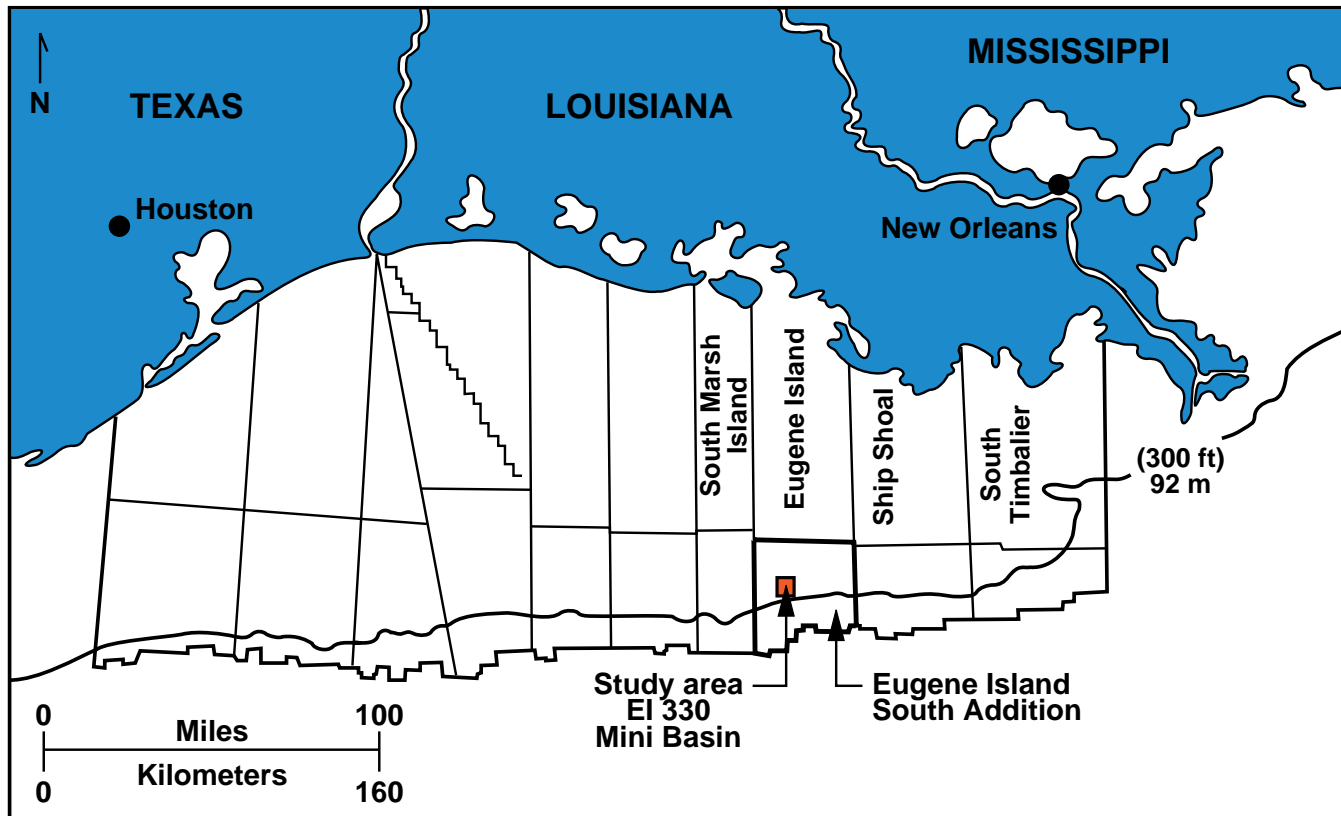 MISSISSIPPI
TEXAS
LOUISIANA
N
Houston
New Orleans
South Marsh
Island
Eugene Island
Ship Shoal
South
Timbalier
(300 ft)
92 m
Study area
EI 330
Mini Basin
Eugene Island
South Addition
0
100
Miles
Kilometers
0
160